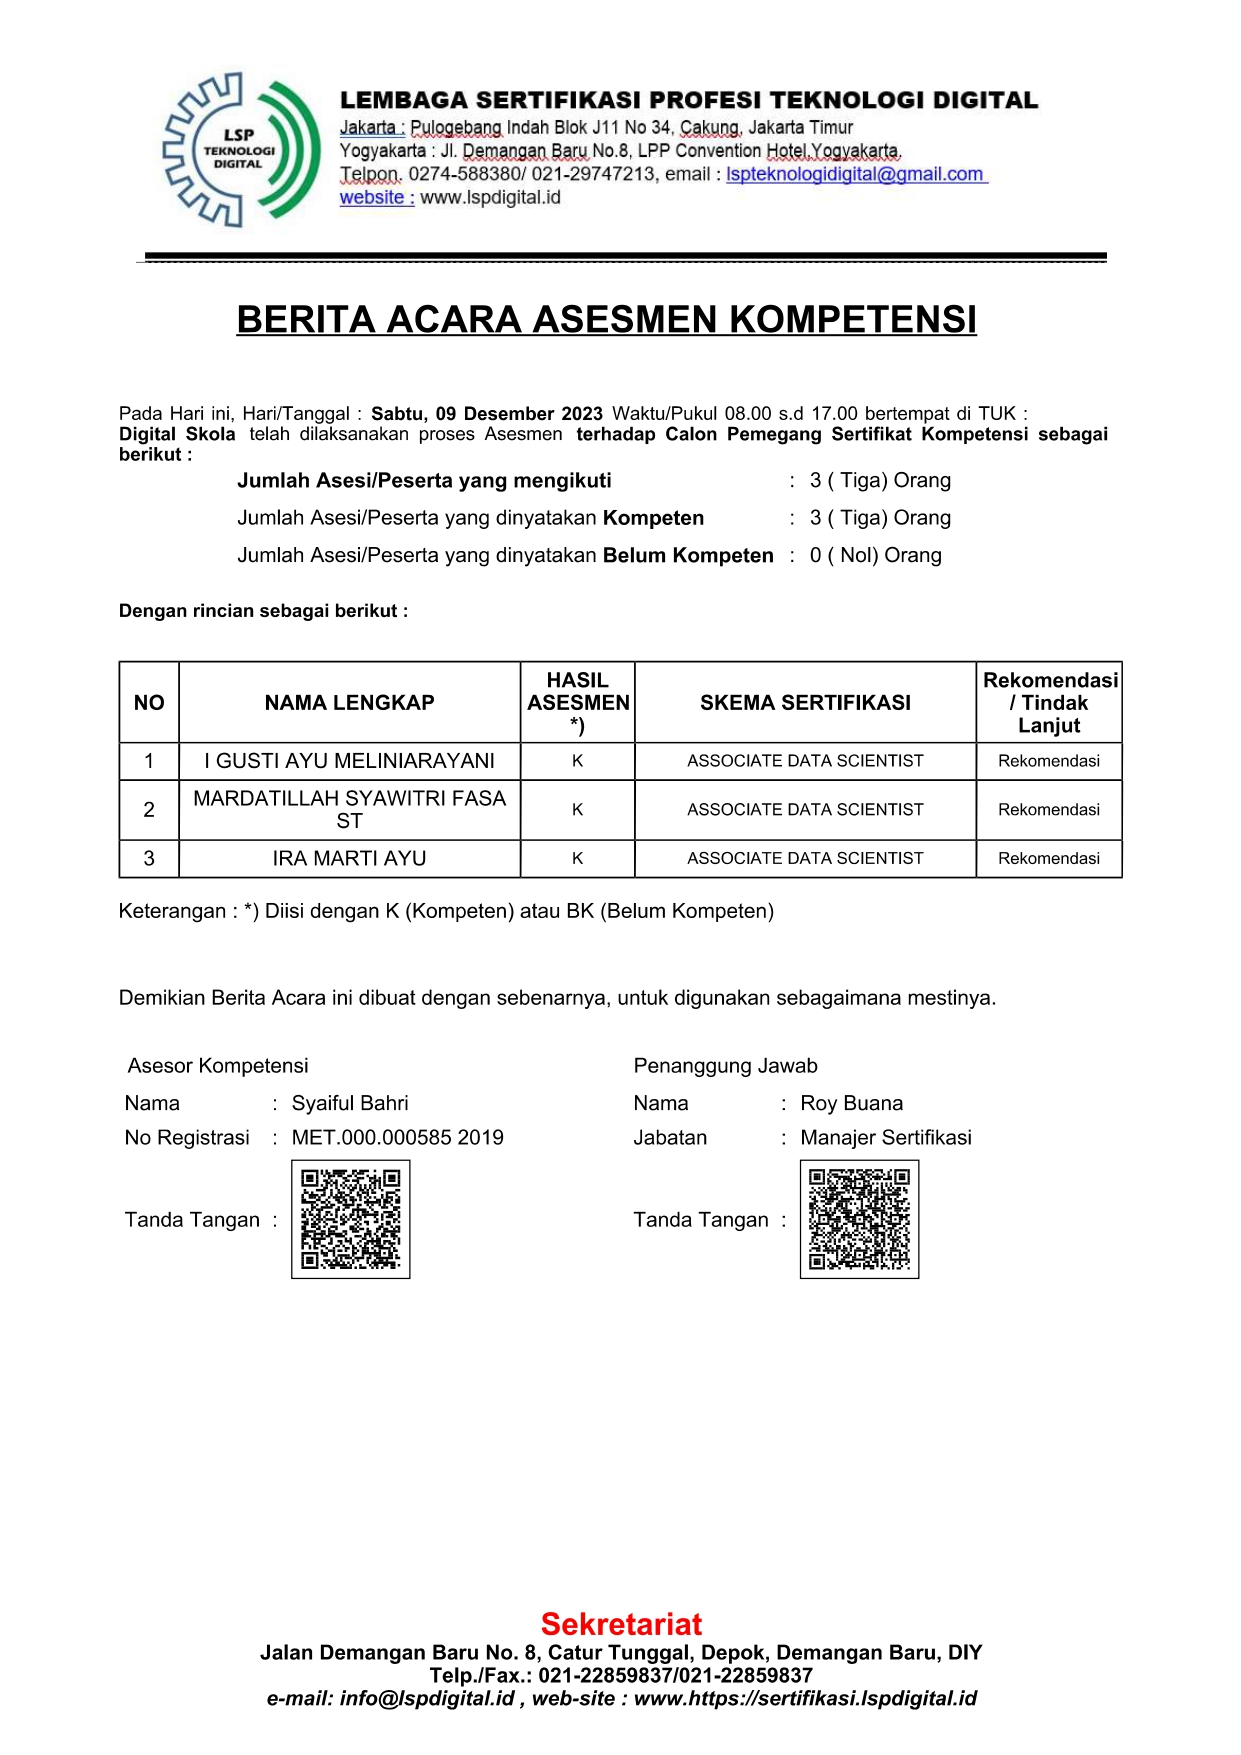 LSP
TEKNOLOGI
DIGITAL
LEMBAGA SERTIFIKASI PROFESI TEKNOLOGI DIGITAL
Jakarta : Pulogebang Indah Blok J11 No 34, Cakung, Jakarta Timur
Yogyakarta : Jl. Demangan Baru No.8, LPP Convention Hotel,Yogyakarta.
Telpon. 0274-588380/ 021-29747213, email : lspteknologidigital@gmail.com
website : www.lspdigital.id
BERITA ACARA ASESMEN KOMPETENSI
Pada Hari ini, Hari/Tanggal : Sabtu, 09 Desember 2023 Waktu/Pukul 08.00 s.d 17.00 bertempat di TUK :
Digital Skola telah dilaksanakan proses Asesmen terhadap Calon Pemegang Sertifikat Kompetensi sebagai
berikut :
Jumlah Asesi/Peserta yang mengikuti : 3 ( Tiga) Orang
Jumlah Asesi/Peserta yang dinyatakan Kompeten : 3 ( Tiga) Orang
Jumlah Asesi/Peserta yang dinyatakan Belum Kompeten : 0 ( Nol) Orang
Dengan rincian sebagai berikut :
NO NAMA LENGKAP HASIL ASESMEN *) SKEMA SERTIFIKASI Rekomendasi / Tindak Lanjut
1 I GUSTI AYU MELINIARAYANI K ASSOCIATE DATA SCIENTIST Rekomendasi
2 MARDATILLAH SYAWITRI FASA ST K ASSOCIATE DATA SCIENTIST Rekomendasi
3 IRA MARTI AYU K ASSOCIATE DATA SCIENTIST Rekomendasi
Keterangan : *) Diisi dengan K (Kompeten) atau BK (Belum Kompeten)
Demikian Berita Acara ini dibuat dengan sebenarnya, untuk digunakan sebagaimana mestinya.
Asesor Kompetensi
Nama : Syaiful Bahri
No Registrasi : MET.000.000585 2019
Tanda Tangan :
Penanggung Jawab
Nama : Roy Buana
Jabatan : Manajer Sertifikasi
Tanda Tangan :
Sekretariat
Jalan Demangan Baru No. 8, Catur Tunggal, Depok, Demangan Baru, DIY
Telp./Fax.: 021-22859837/021-22859837
e-mail: info@lspdigital.id , web-site : www.https://sertifikasi.lspdigital.id